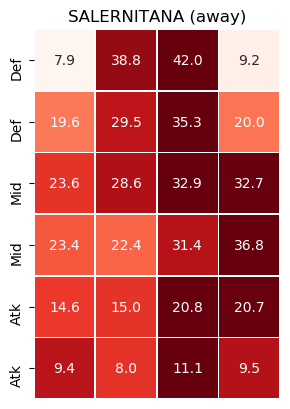 SALERNITANA (away)
Def 7.9 38.8 42.0 9.2
Def 19.6 29.5 35.3 20.0
Mid 23.6 28.6 32.9 32.7
Mid 23.4 22.4 31.4 36.8
Atk 14.6 15.0 20.8 20.7
Atk 9.4 8.0 11.1 9.5